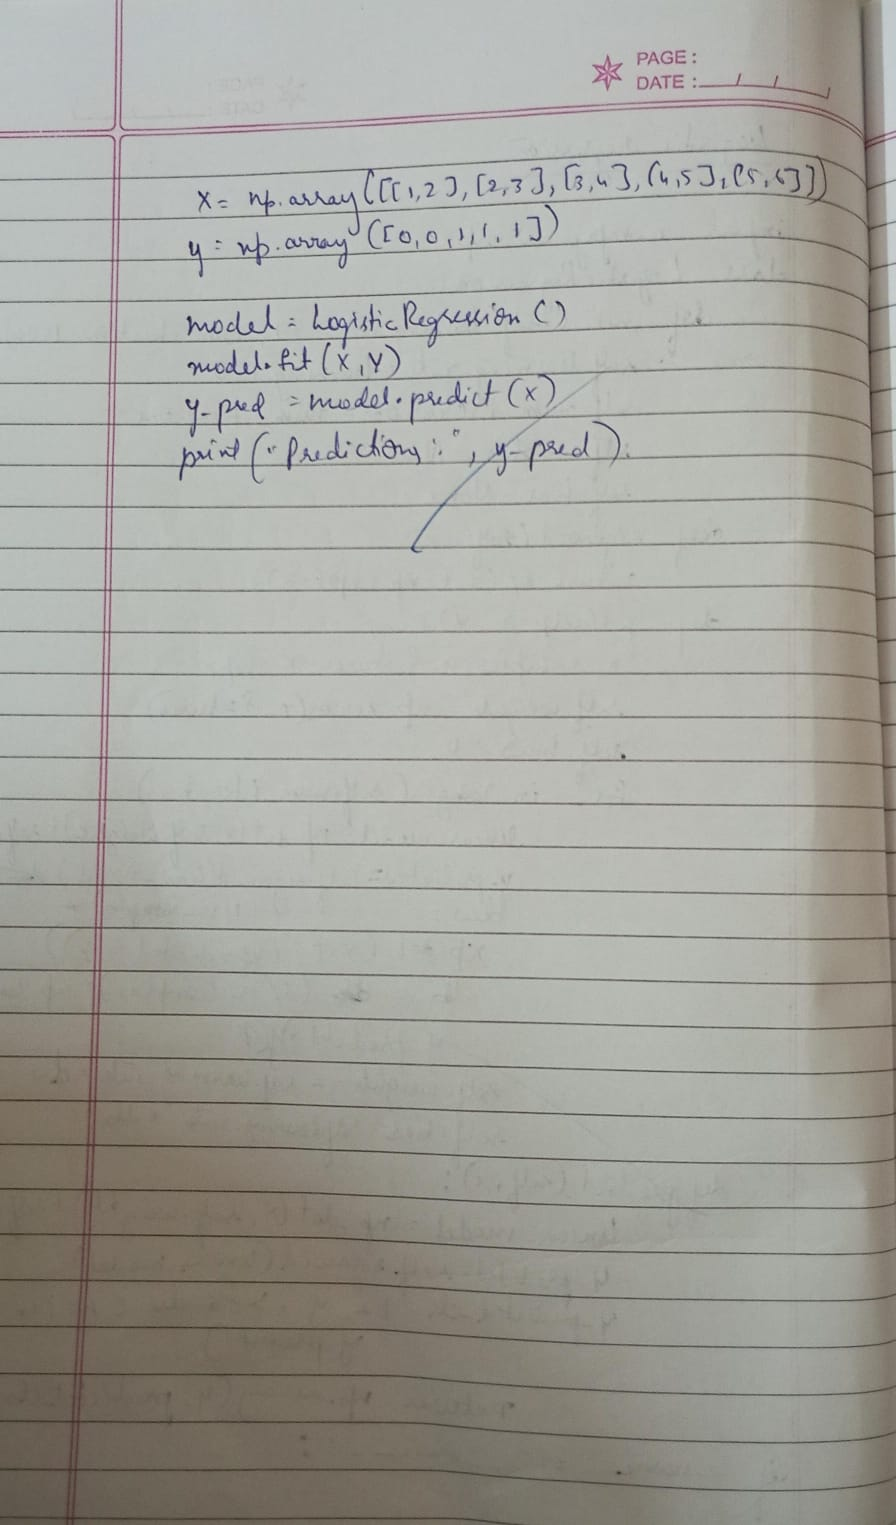 PAGE :
DATE : / /
X = np.array([[1,2], [2,3], [3,4], (4,5], (5,6]])
y = np.array([0,0,1,1,1])
model = LogisticRegression()
model.fit(X,Y)
y-pred = model.predict(x)
print("Predictions:", y-pred).